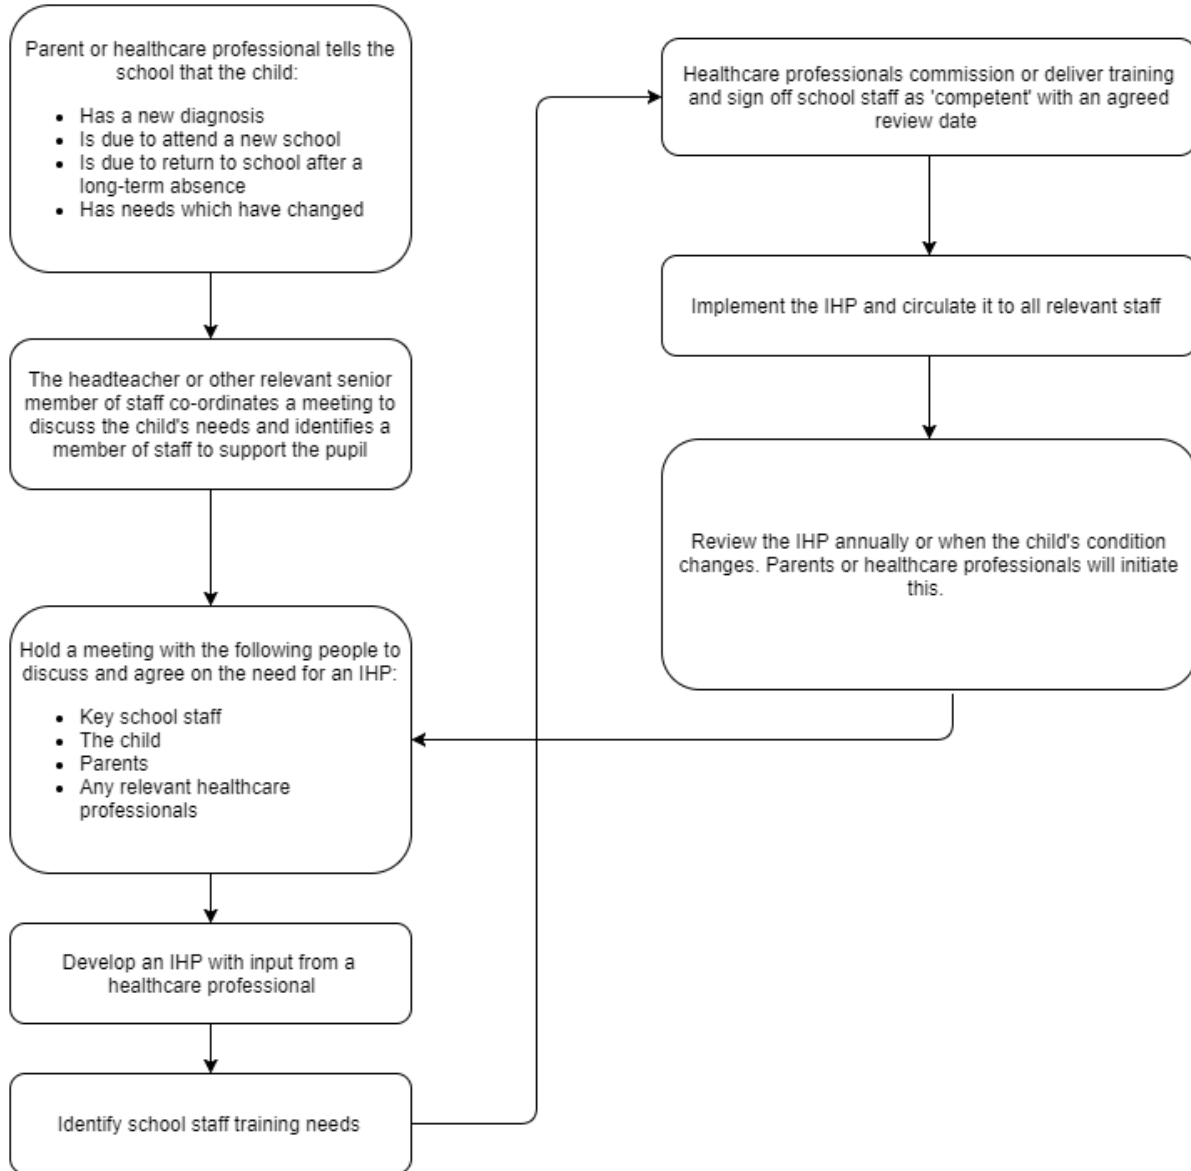 Parent or healthcare professional tells the
school that the child:
• Has a new diagnosis
• Is due to attend a new school
• Is due to return to school after a
long-term absence
• Has needs which have changed
The headteacher or other relevant senior
member of staff co-ordinates a meeting to
discuss the child's needs and identifies a
member of staff to support the pupil
Hold a meeting with the following people to
discuss and agree on the need for an IHP:
• Key school staff
• The child
• Parents
• Any relevant healthcare
professionals
Develop an IHP with input from a
healthcare professional
Identify school staff training needs
Healthcare professionals commission or deliver training
and sign off school staff as 'competent' with an agreed
review date
Implement the IHP and circulate it to all relevant staff
Review the IHP annually or when the child's condition
changes. Parents or healthcare professionals will initiate
this.